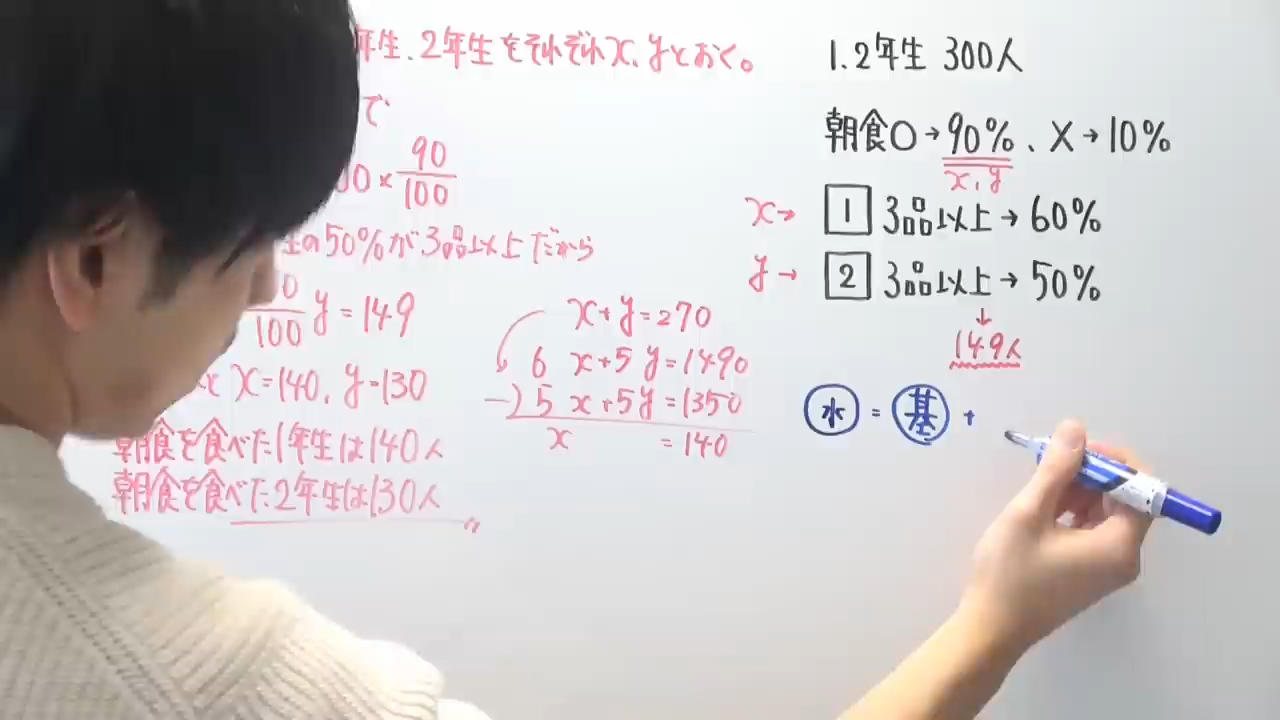 年生、2年生をそれぞれx、yとおく。
で
00×90/100
生の50%が3品以上だから
0/100 y=149
x=140, y=130
朝食を食べた1年生は140人
朝食を食べた2年生は130人
x+y=270
6x+5y=1490
-) 5x+5y=1350
x =140
1.2年生 300人
朝食○→90%、×→10%
x,y
x→ 1 3品以上→60%
y→ 2 3品以上→50%
↓
149人
水=基+